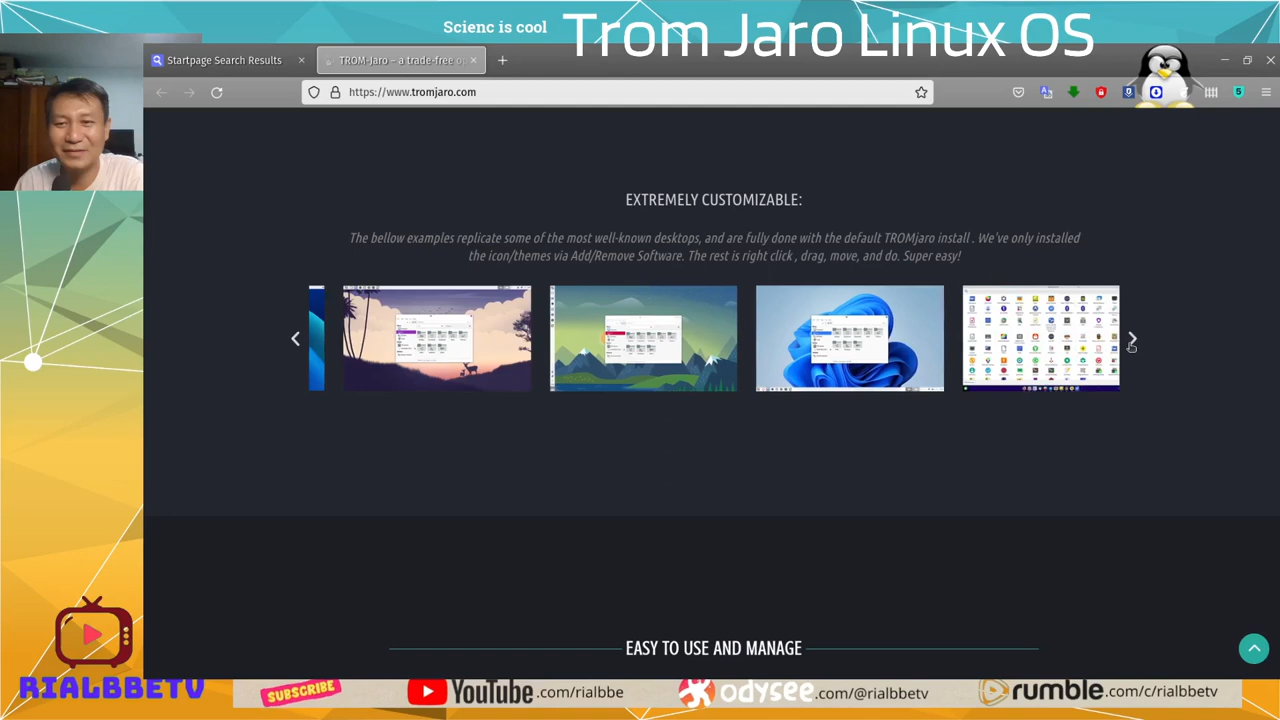 Scienc is cool
Trom Jaro Linux OS
Startpage Search Results
TROM-Jaro – a trade-free op
https://www.tromjaro.com
5
EXTREMELY CUSTOMIZABLE:
The bellow examples replicate some of the most well-known desktops, and are fully done with the default TROMjaro install . We've only installed
the icon/themes via Add/Remove Software. The rest is right click , drag, move, and do. Super easy!
EASY TO USE AND MANAGE
RIALBBETV
SUBSCRIBE
YouTube.com/rialbbe
odysee.com/@rialbbetv
rumble.com/c/rialbbetv